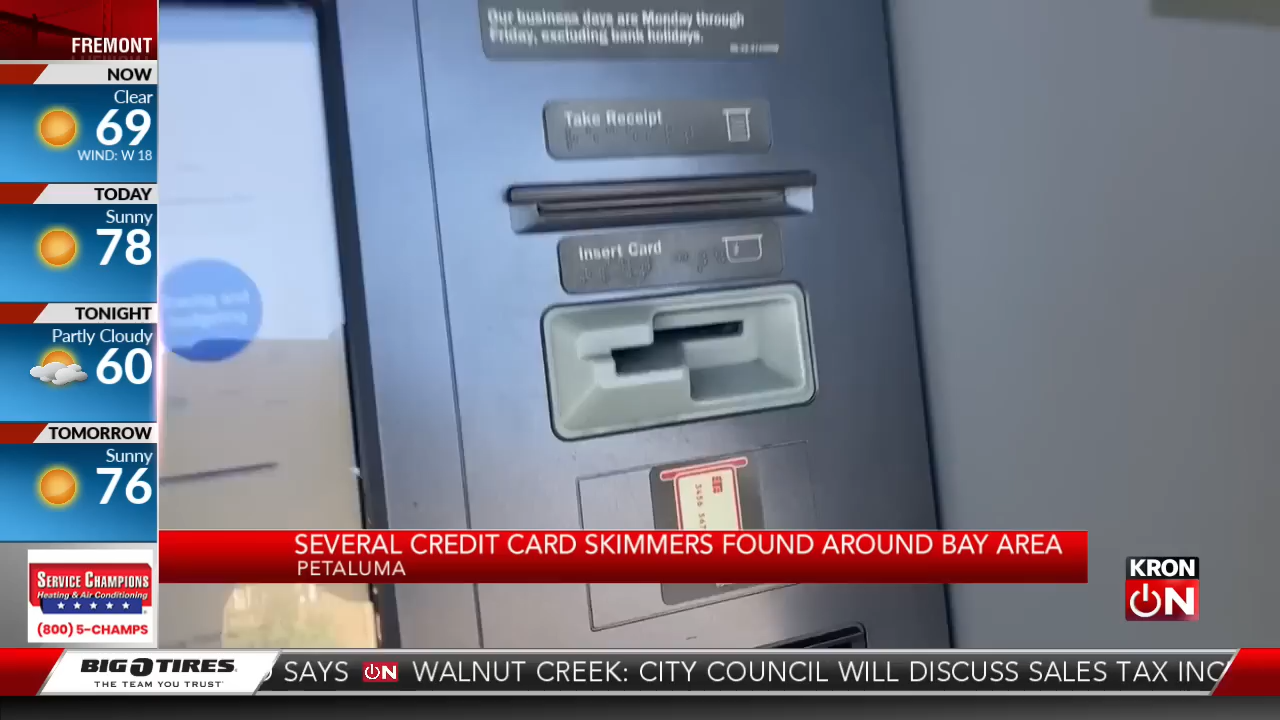 FREMONT
NOW
Clear
69
WIND: W 18
TODAY
Sunny
78
TONIGHT
Partly Cloudy
60
TOMORROW
Sunny
76
SERVICE CHAMPIONS
Heating & Air Conditioning
(800) 5-CHAMPS
Our business days are Monday through
Friday, excluding bank holidays.
Take Receipt
Insert Card
SEVERAL CREDIT CARD SKIMMERS FOUND AROUND BAY AREA
PETALUMA
KRON
ON
BIG O TIRES
THE TEAM YOU TRUST
SAYS ON WALNUT CREEK: CITY COUNCIL WILL DISCUSS SALES TAX INC